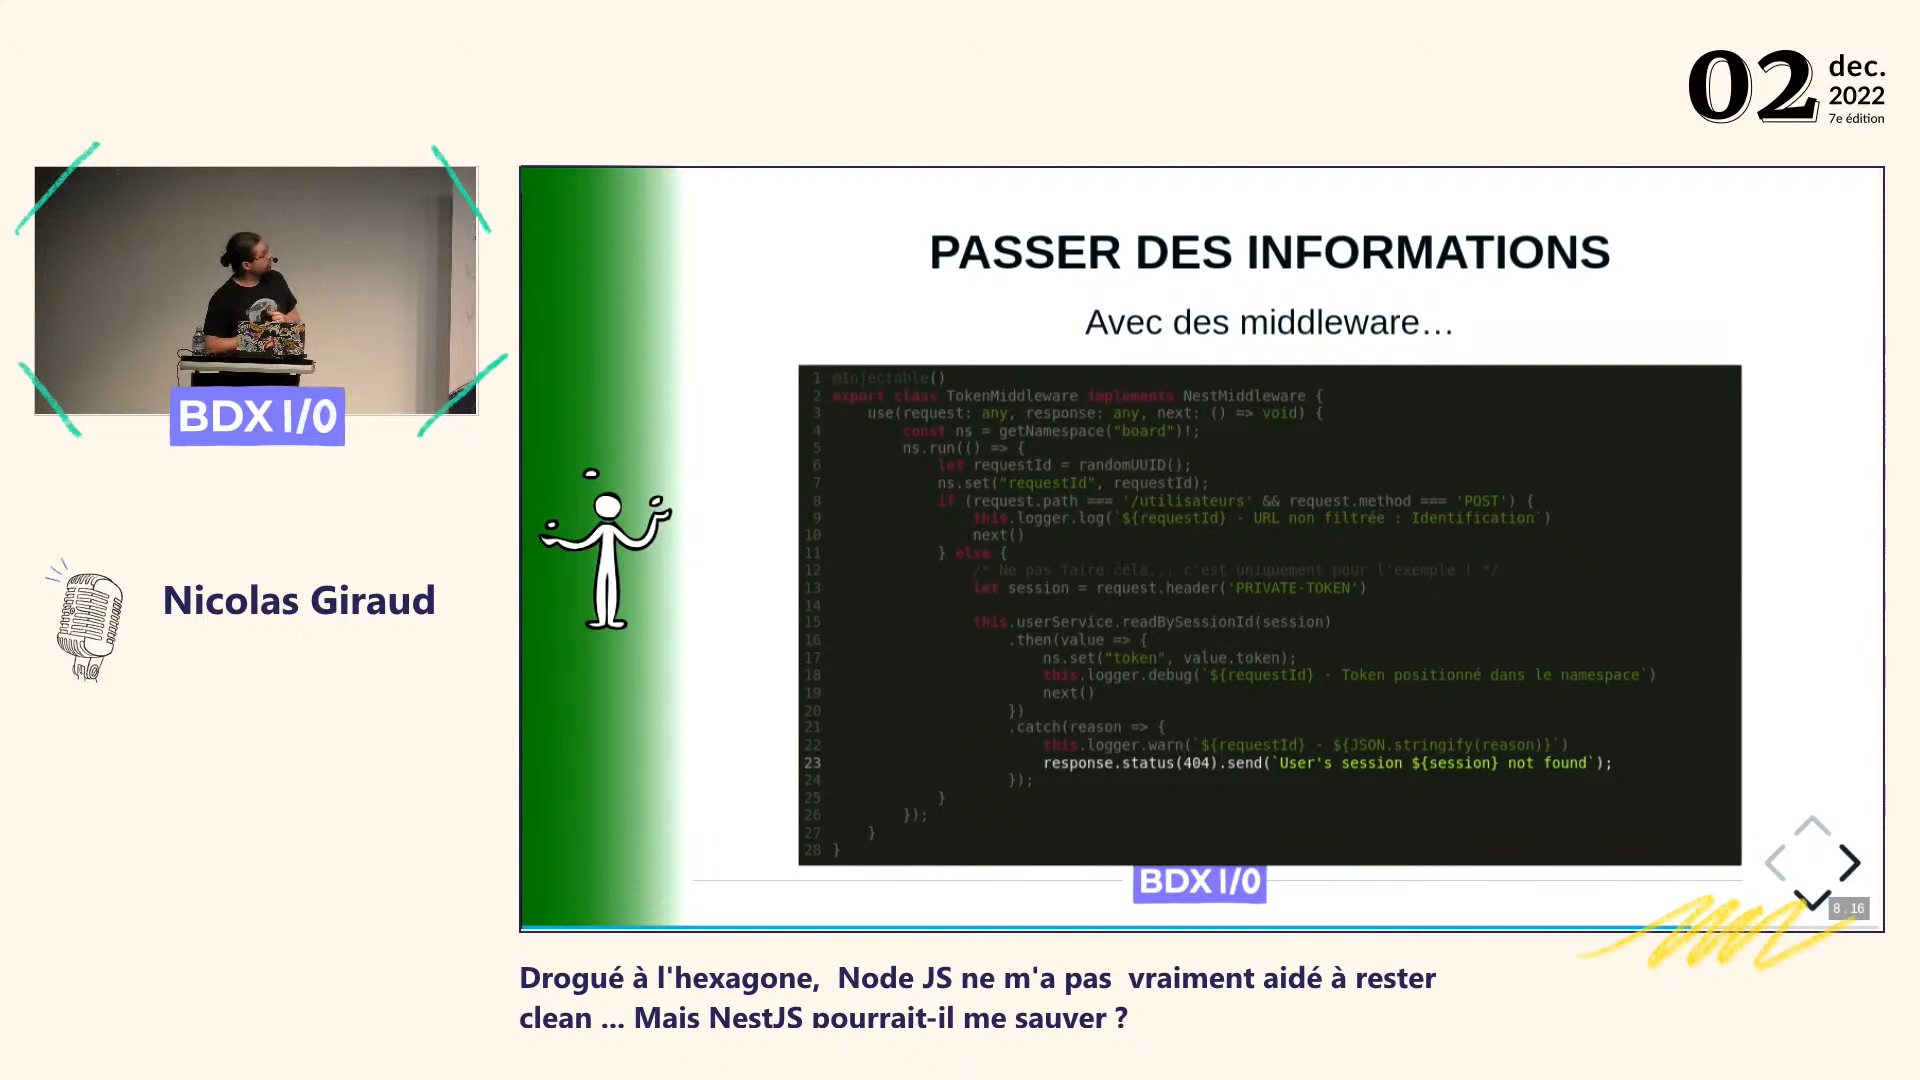 02 dec.
2022
7e édition
BDX I/O
Nicolas Giraud
PASSER DES INFORMATIONS
Avec des middleware…
1 @Injectable()
2 export class TokenMiddleware implements NestMiddleware {
3 use(request: any, response: any, next: () => void) {
4 const ns = getNamespace("board")!;
5 ns.run(() => {
6 let requestId = randomUUID();
7 ns.set("requestId", requestId);
8 if (request.path === '/utilisateurs' && request.method === 'POST') {
9 this.logger.log(`${requestId} - URL non filtrée : Identification`)
10 next()
11 } else {
12 /* Ne pas faire cela... c'est uniquement pour l'exemple ! */
13 let session = request.header('PRIVATE-TOKEN')
14
15 this.userService.readBySessionId(session)
16 .then(value => {
17 ns.set("token", value.token);
18 this.logger.debug(`${requestId} - Token positionné dans le namespace`)
19 next()
20 })
21 .catch(reason => {
22 this.logger.warn(`${requestId} - ${JSON.stringify(reason)}`)
23 response.status(404).send(`User's session ${session} not found`);
24 });
25 }
26 });
27 }
28 }
BDX I/O
8.16
Drogué à l'hexagone, Node JS ne m'a pas vraiment aidé à rester
clean ... Mais NestJS pourrait-il me sauver ?